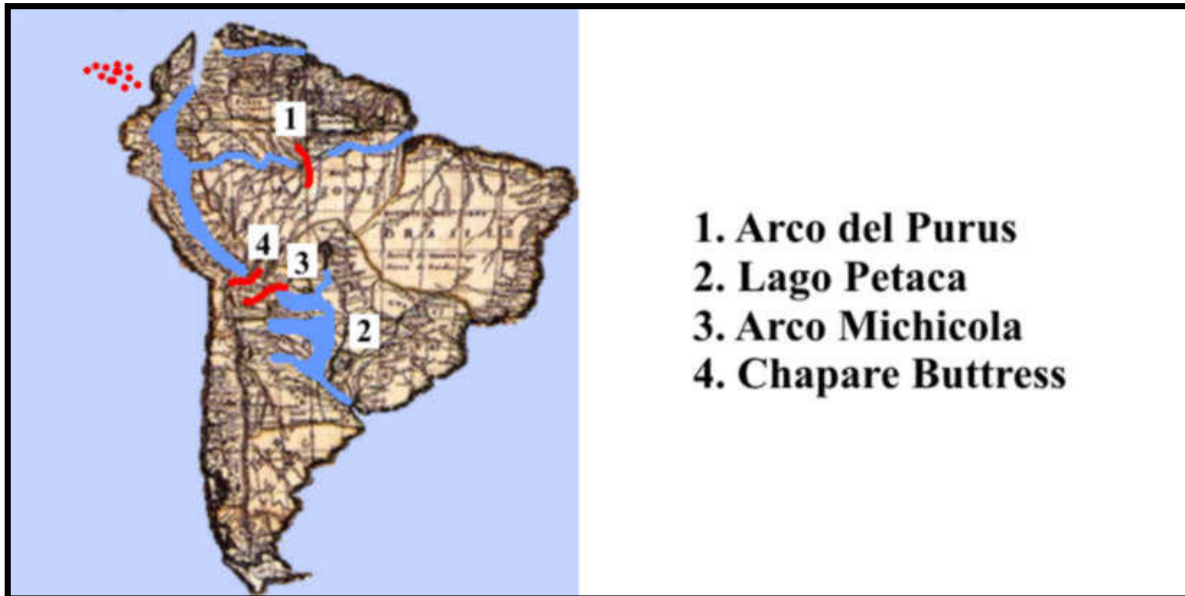 1
4
3
2
1. Arco del Purus
2. Lago Petaca
3. Arco Michicola
4. Chapare Buttress